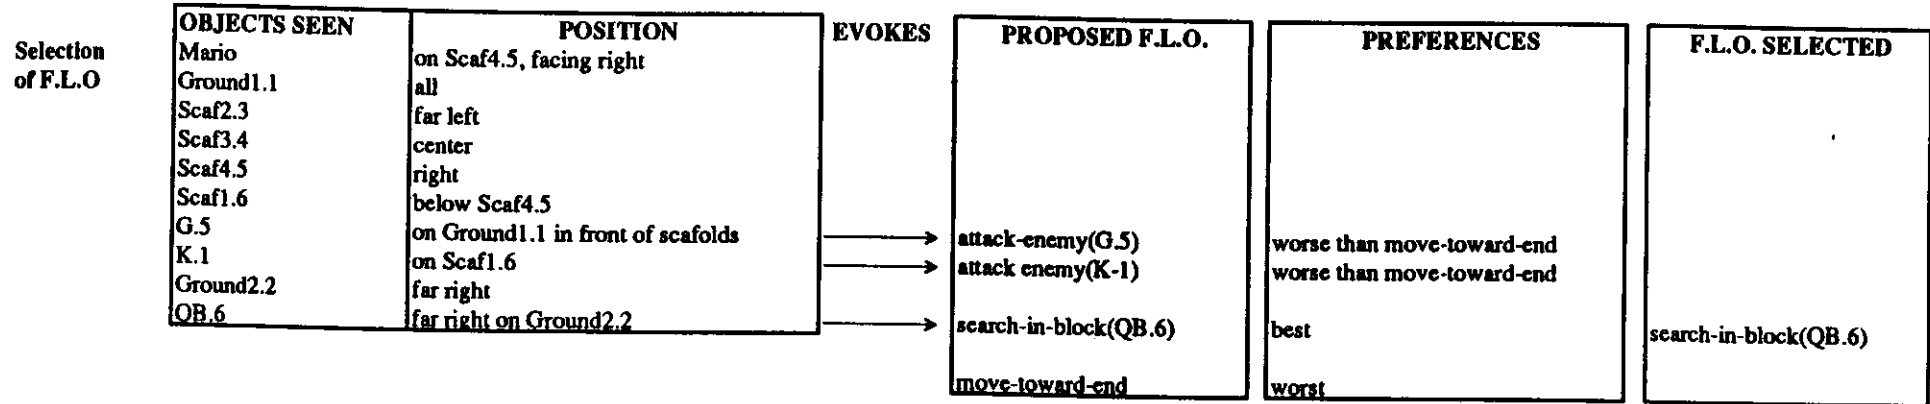 OBJECTS SEEN POSITION EVOKES PROPOSED F.L.O. PREFERENCES F.L.O. SELECTED
Selection of F.L.O
Mario on Scaf4.5, facing right
Ground1.1 all
Scaf2.3 far left
Scaf3.4 center
Scaf4.5 right
Scaf1.6 below Scaf4.5
G.5 on Ground1.1 in front of scafolds attack-enemy(G.5) worse than move-toward-end
K.1 on Scaf1.6 attack enemy(K-1) worse than move-toward-end
Ground2.2 far right
QB.6 far right on Ground2.2 search-in-block(QB.6) best search-in-block(QB.6)
move-toward-end worst